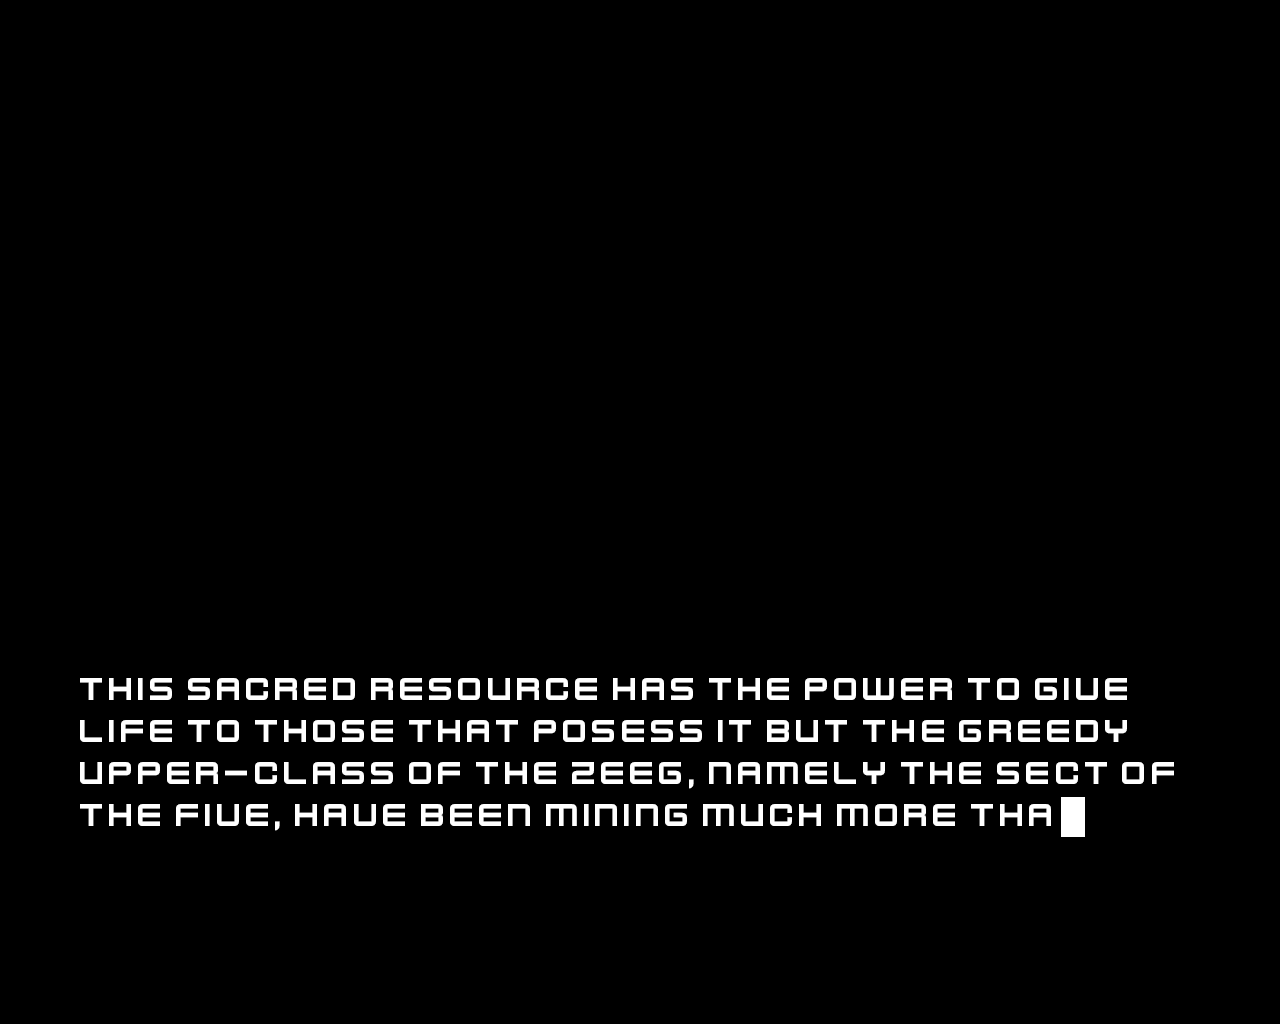 THIS SACRED RESOURCE HAS THE POWER TO GIVE
LIFE TO THOSE THAT POSESS IT BUT THE GREEDY
UPPER-CLASS OF THE ZEEG, NAMELY THE SECT OF
THE FIVE, HAVE BEEN MINING MUCH MORE THA